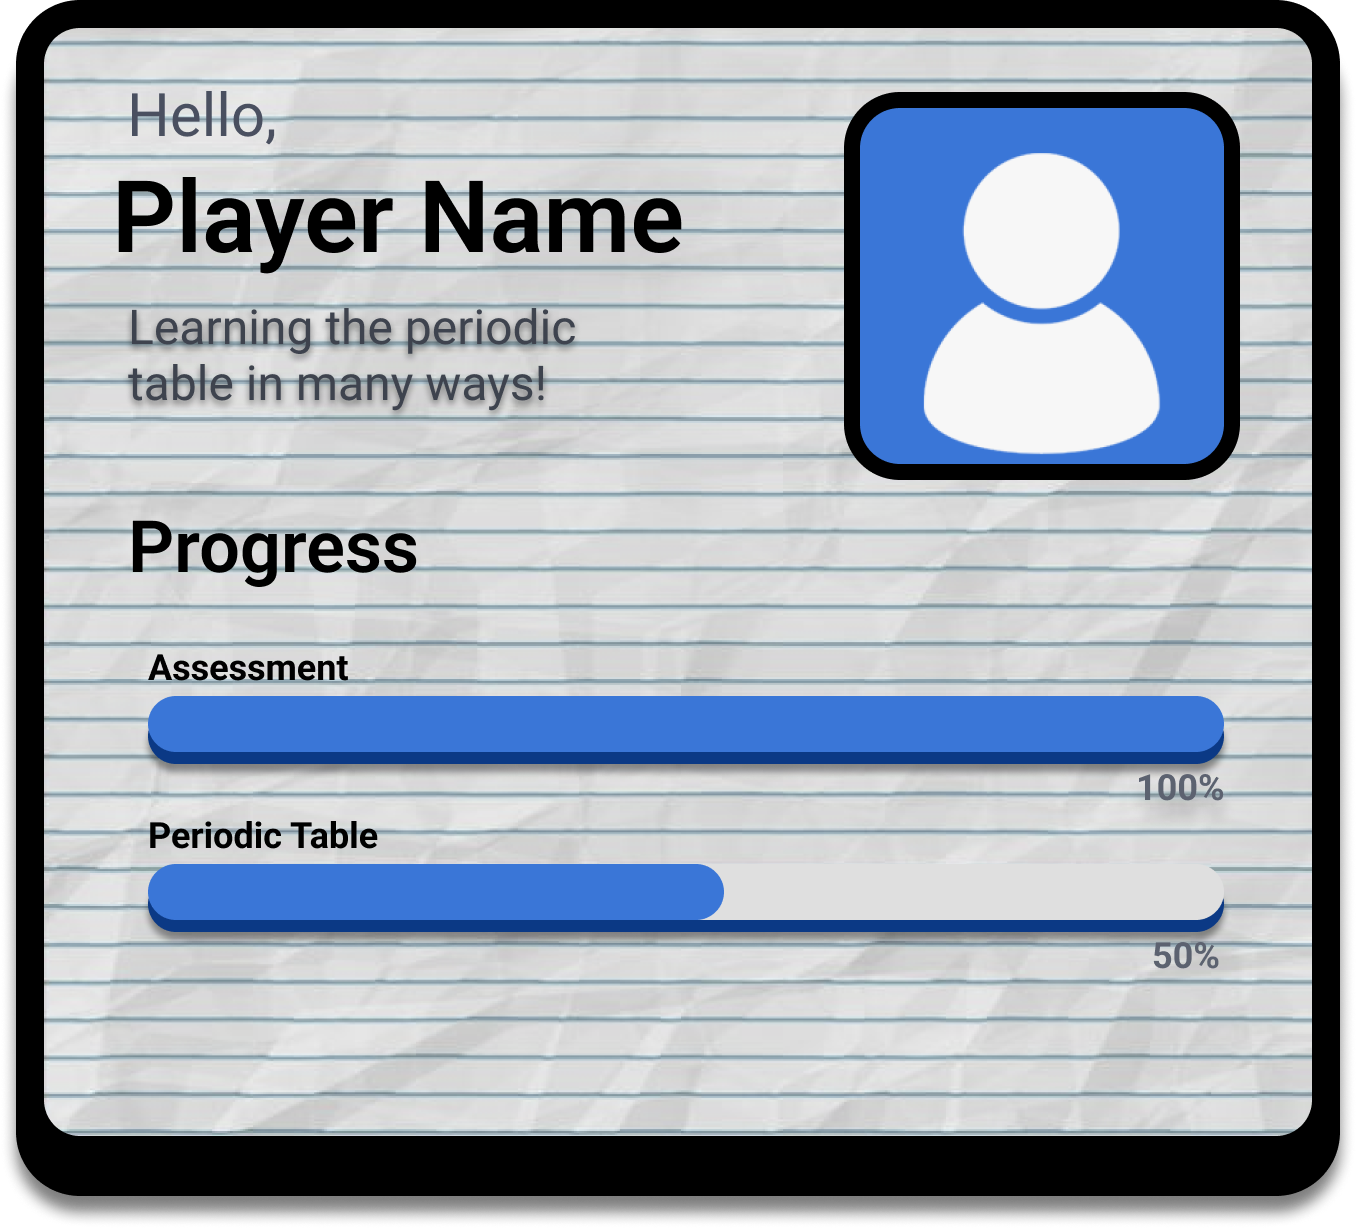 Hello,
Player Name
Learning the periodic
table in many ways!
Progress
Assessment
100%
Periodic Table
50%